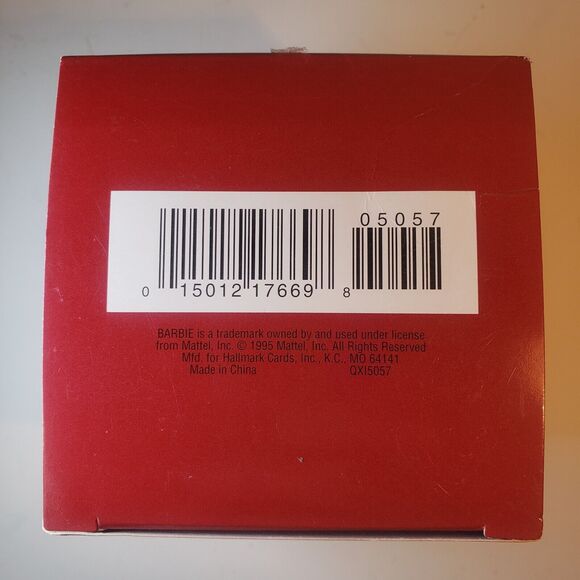 05057
0 15012 17669 8
BARBIE is a trademark owned by and used under license
from Mattel, Inc. © 1995 Mattel, Inc. All Rights Reserved
Mfd. for Hallmark Cards, Inc., K.C., MO 64141
Made in China QXI5057